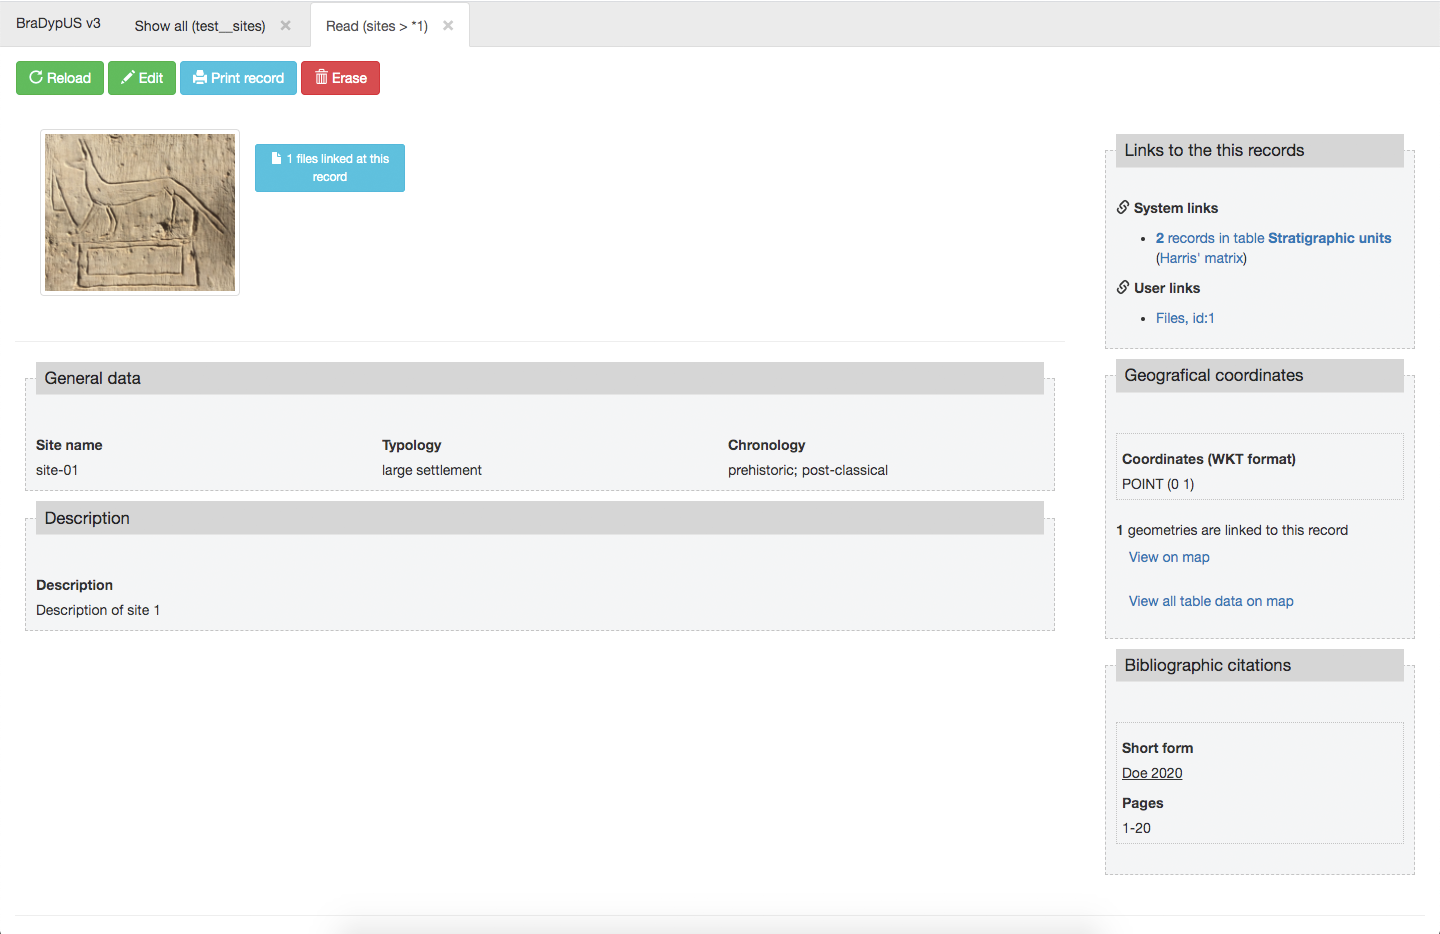 BraDypUS v3
Show all (test__sites) ×
Read (sites > *1) ×
Reload
Edit
Print record
Erase
1 files linked at this
record
General data
Site name
site-01
Typology
large settlement
Chronology
prehistoric; post-classical
Description
Description
Description of site 1
Links to the this records
System links
• 2 records in table Stratigraphic units
(Harris' matrix)
User links
• Files, id:1
Geografical coordinates
Coordinates (WKT format)
POINT (0 1)
1 geometries are linked to this record
View on map
View all table data on map
Bibliographic citations
Short form
Doe 2020
Pages
1-20